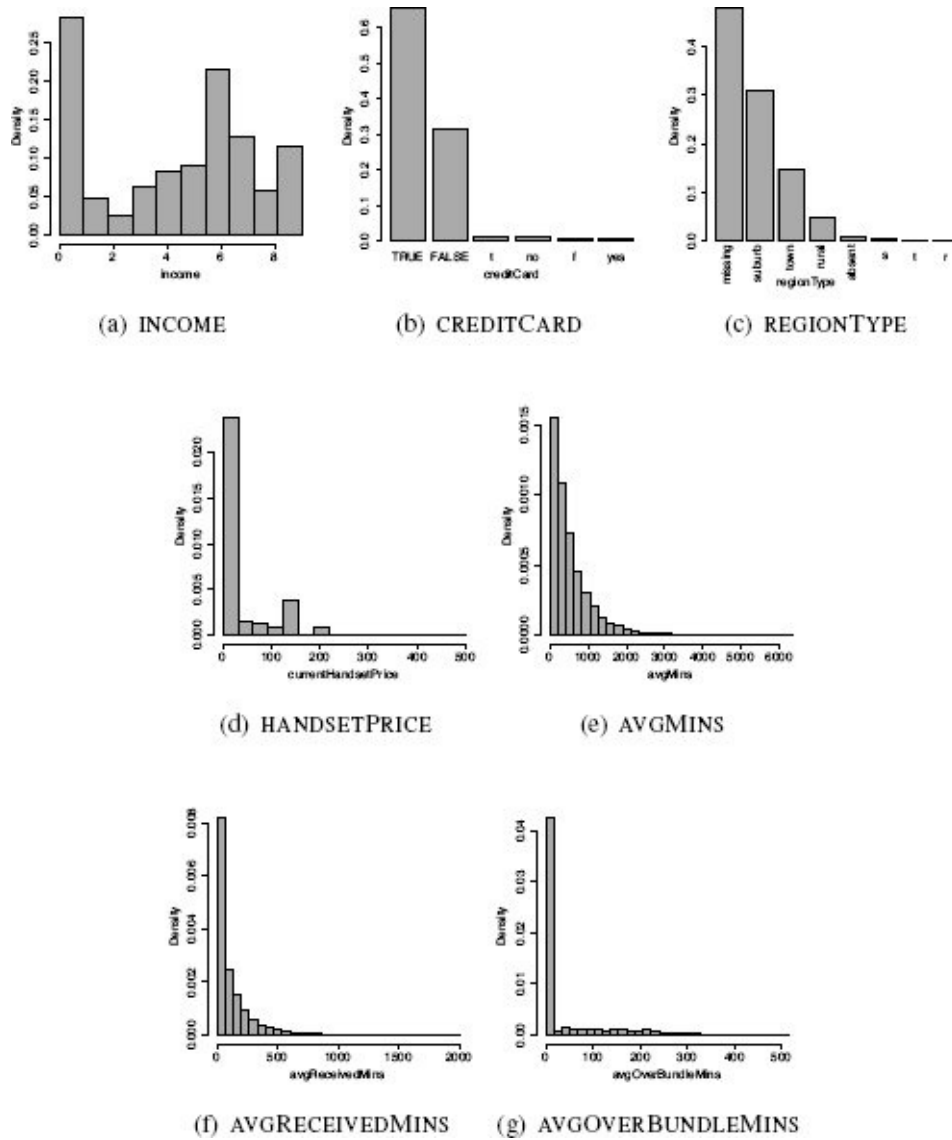 Density
0.00 0.05 0.10 0.15 0.20 0.25
0 2 4 6 8
income
(a) INCOME
Density
0.0 0.1 0.2 0.3 0.4 0.5 0.6
TRUE FALSE t no f yes
creditCard
(b) CREDITCARD
Density
0.0 0.1 0.2 0.3 0.4
missing suburb town rural absent s t r
regionType
(c) REGIONTYPE
Density
0.000 0.005 0.010 0.015 0.020
0 100 200 300 400 500
currentHandsetPrice
(d) HANDSETPRICE
Density
0.0000 0.0005 0.0010 0.0015
0 1000 2000 3000 4000 5000 6000
avgMins
(e) AVGMINS
Density
0.000 0.002 0.004 0.006 0.008
0 500 1000 1500 2000
avgReceivedMins
(f) AVGRECEIVEDMINS
Density
0.00 0.01 0.02 0.03 0.04
0 100 200 300 400 500
avgOverBundleMins
(g) AVGOVERBUNDLEMINS